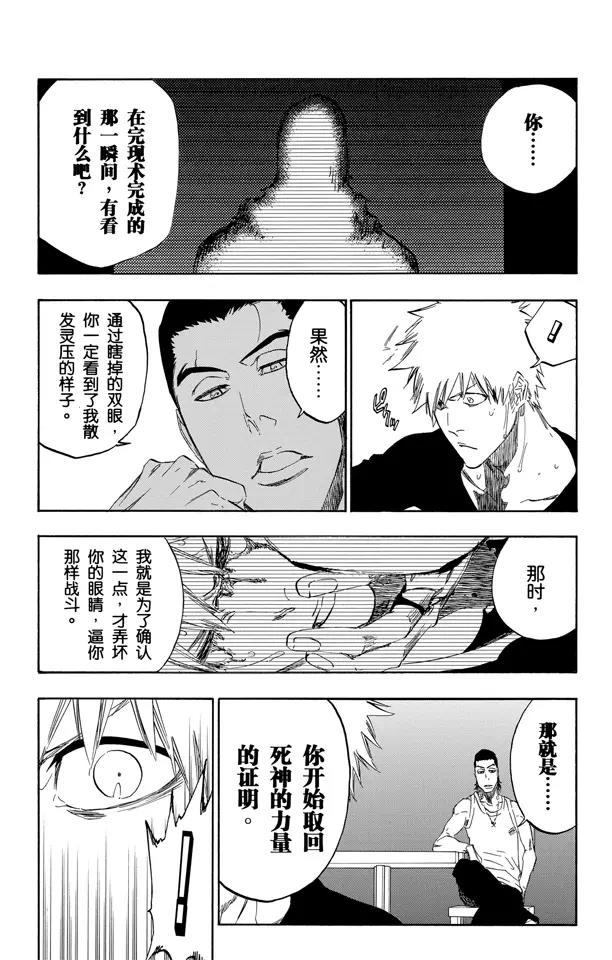 你……
在完现术完成的
那一瞬间，有看
到什么吧？
！
果然……
通过瞎掉的双眼，
你一定看到了我散
发灵压的样子。
那时，
我就是为了确认
这一点，才弄坏
你的眼睛，逼你
那样战斗。
那就是……
你开始取回
死神的力量
的证明。
！